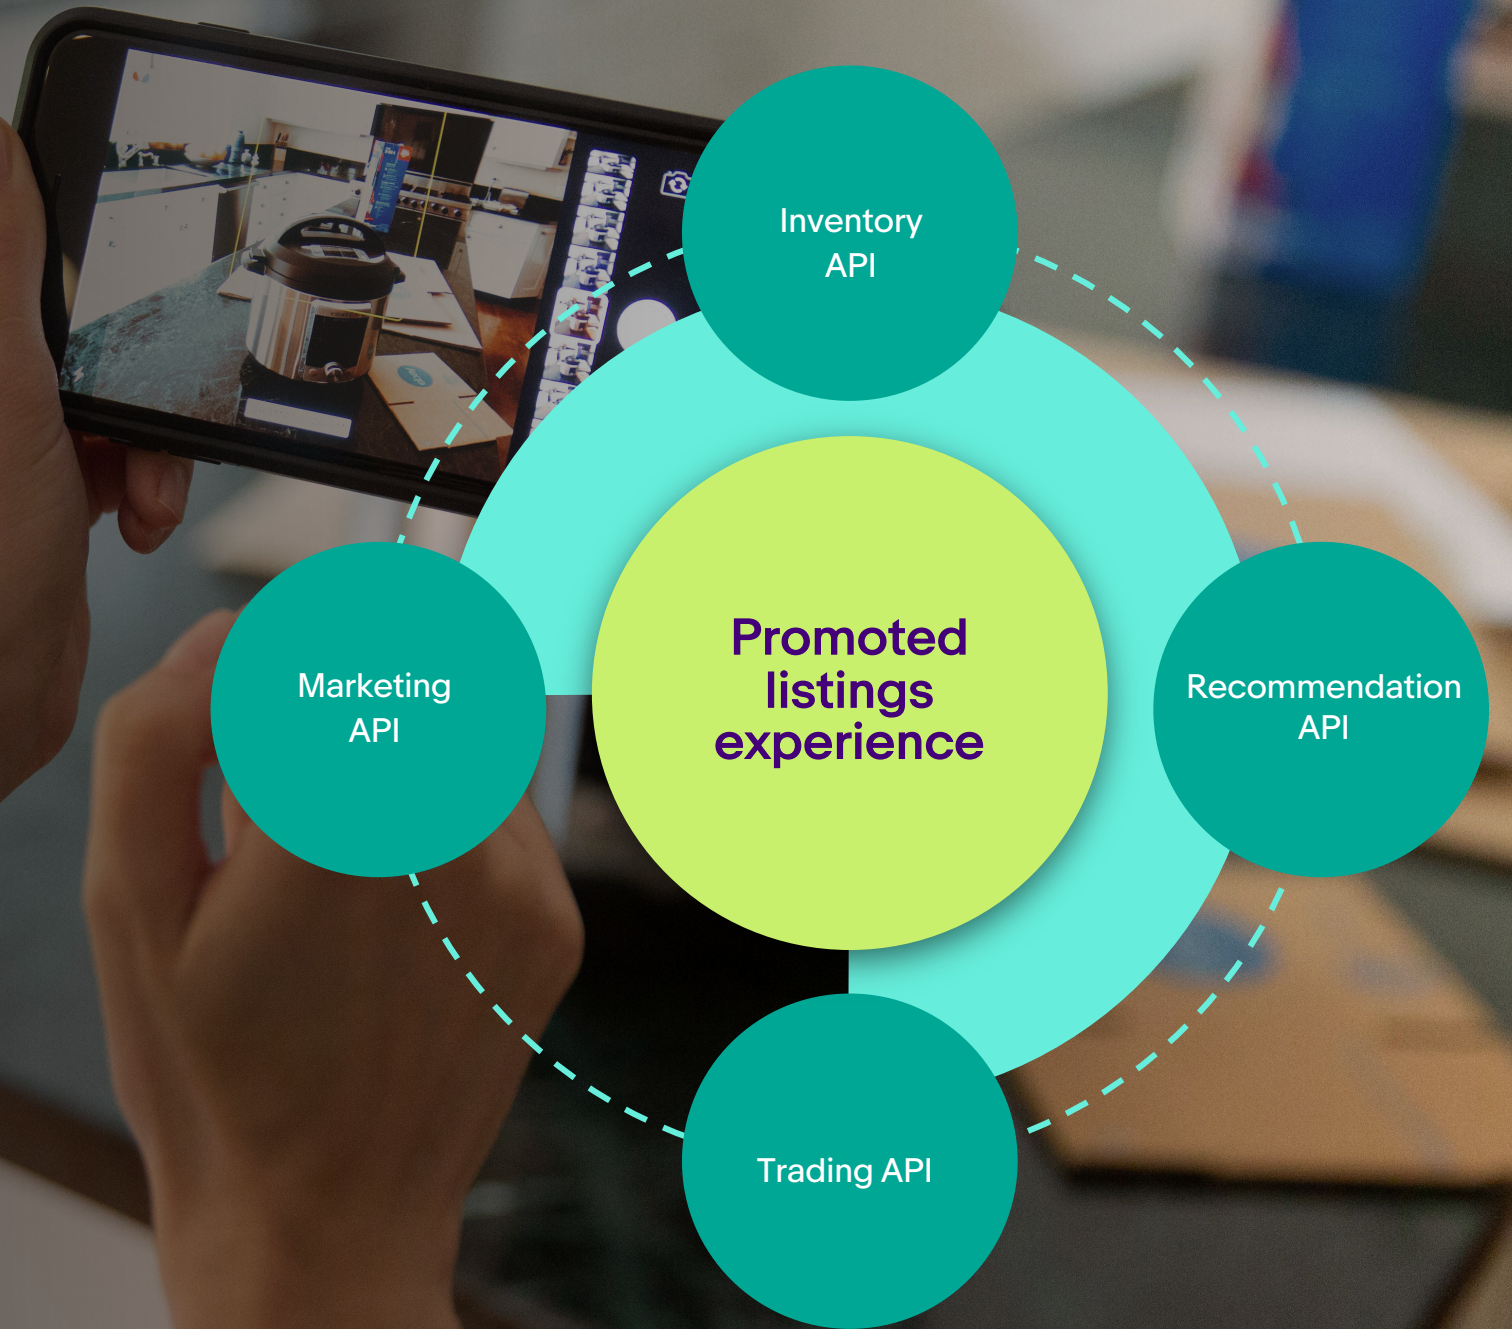 Inventory
API
Marketing
API
Promoted
listings
experience
Recommendation
API
Trading API